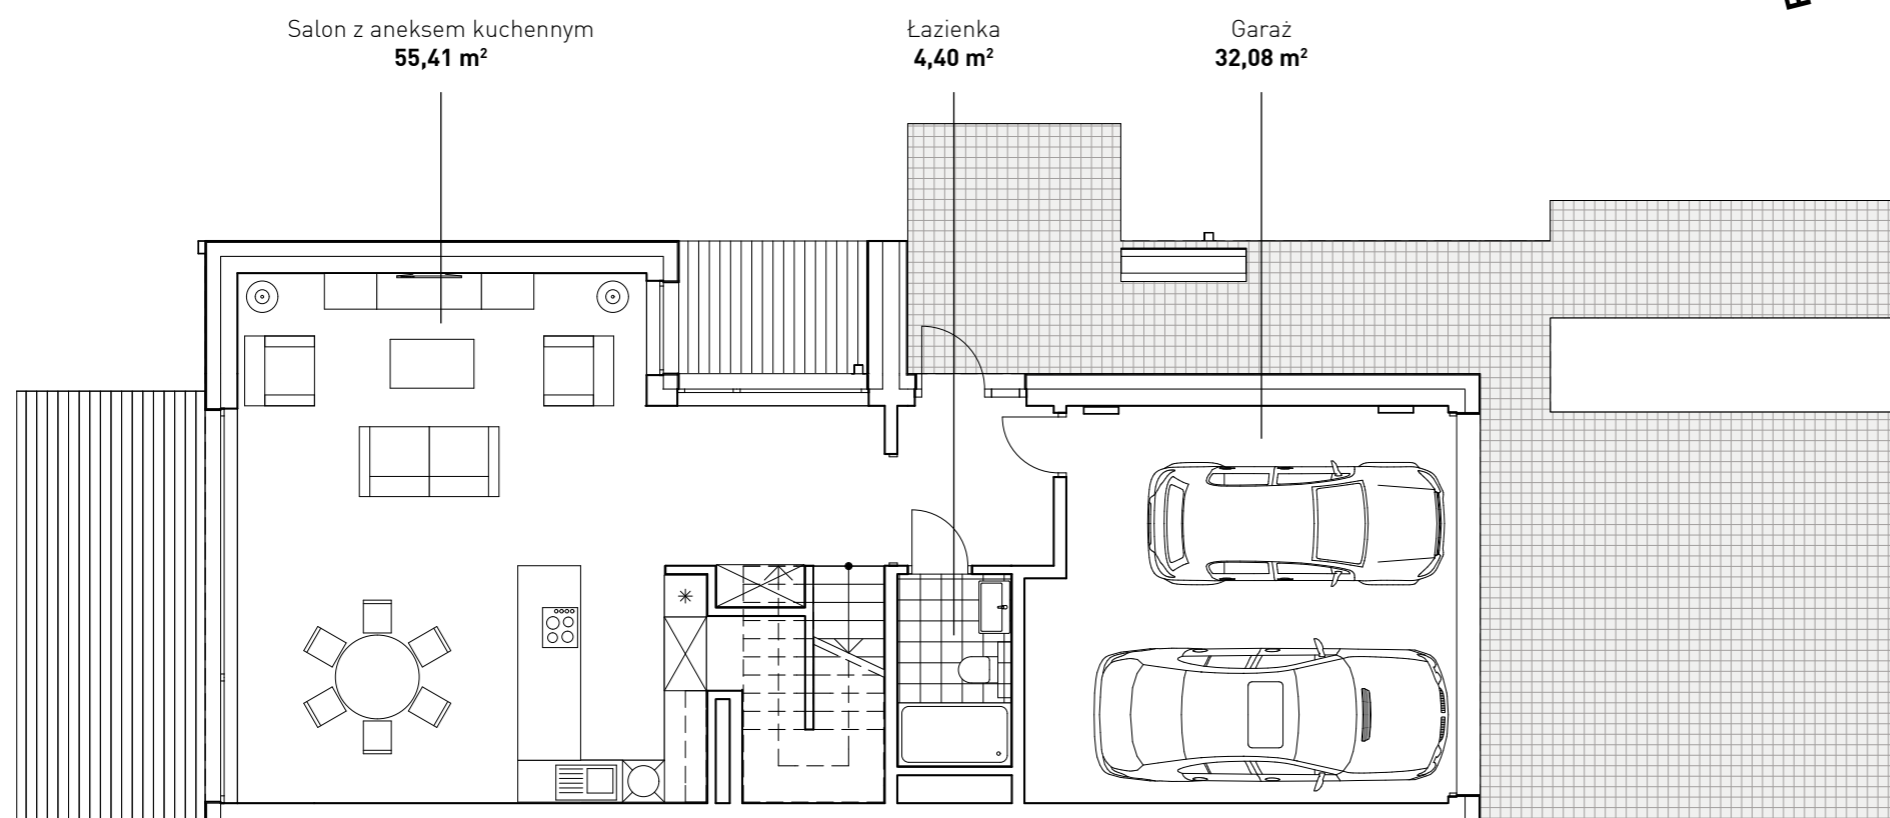 Salon z aneksem kuchennym
55,41 m²
Łazienka
4,40 m²
Garaż
32,08 m²